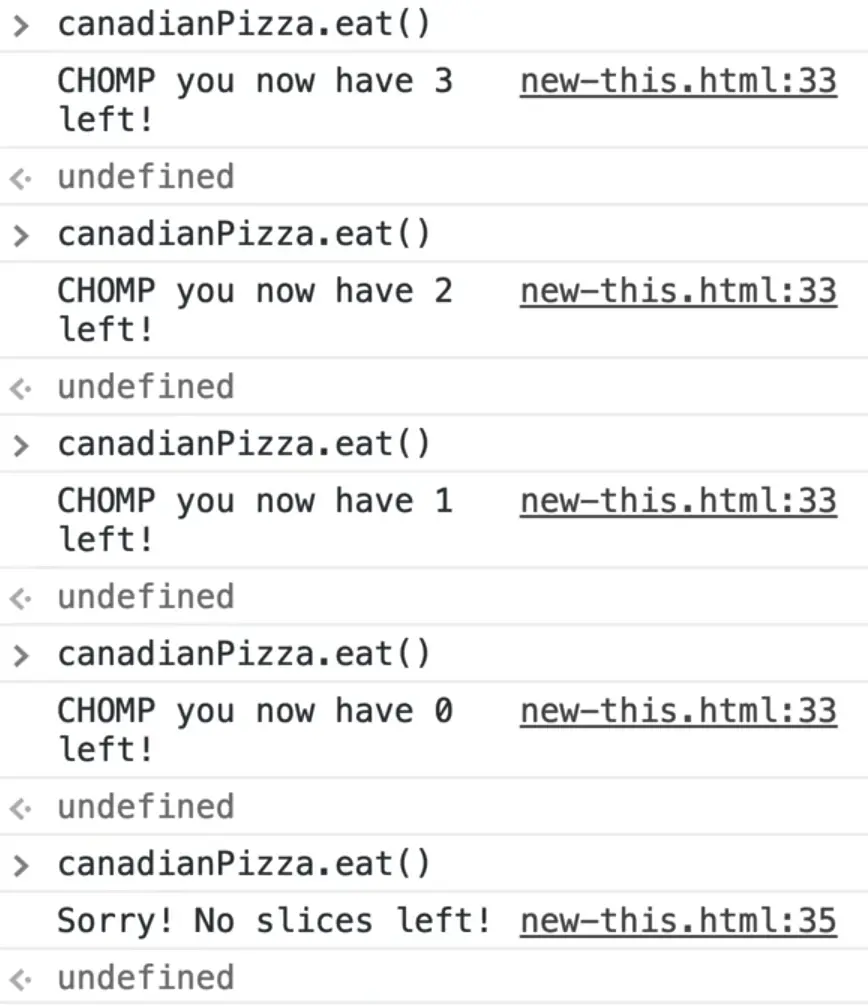 > canadianPizza.eat()
CHOMP you now have 3 new-this.html:33
left!
<· undefined
> canadianPizza.eat()
CHOMP you now have 2 new-this.html:33
left!
<· undefined
> canadianPizza.eat()
CHOMP you now have 1 new-this.html:33
left!
<· undefined
> canadianPizza.eat()
CHOMP you now have 0 new-this.html:33
left!
<· undefined
> canadianPizza.eat()
Sorry! No slices left! new-this.html:35
<· undefined